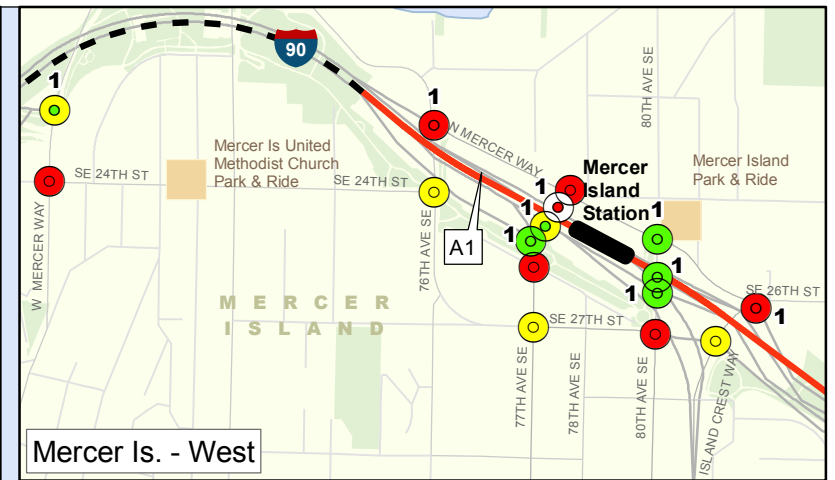 90
1
1
N MERCER WAY
80TH AVE SE
Mercer Is United
Methodist Church
Park & Ride
Mercer
Island
Station
Mercer Island
Park & Ride
SE 24TH ST
SE 24TH ST
1
1
1
1
W MERCER WAY
76TH AVE SE
A1
1
1
SE 26TH ST
1
MERCER
ISLAND
SE 27TH ST
77TH AVE SE
78TH AVE SE
80TH AVE SE
ISLAND CREST WAY
Mercer Is. - West